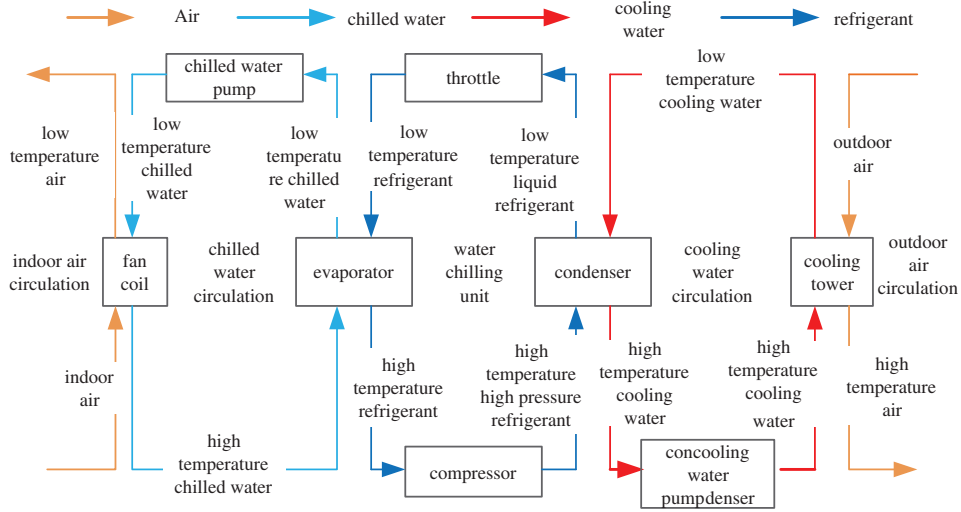 Air
chilled water
cooling
water
refrigerant
chilled water
pump
throttle
low
temperature
cooling water
low
temperature
air
low
temperature
chilled
water
low
temperatu
re chilled
water
low
temperature
refrigerant
low
temperature
liquid
refrigerant
outdoor
air
indoor air
circulation
fan
coil
chilled
water
circulation
evaporator
water
chilling
unit
condenser
cooling
water
circulation
cooling
tower
outdoor
air
circulation
indoor
air
high
temperature
chilled water
high
temperature
refrigerant
compressor
high
temperature
high pressure
refrigerant
high
temperature
cooling
water
concooling
water
pumpdenser
high
temperature
cooling
water
high
temperature
air